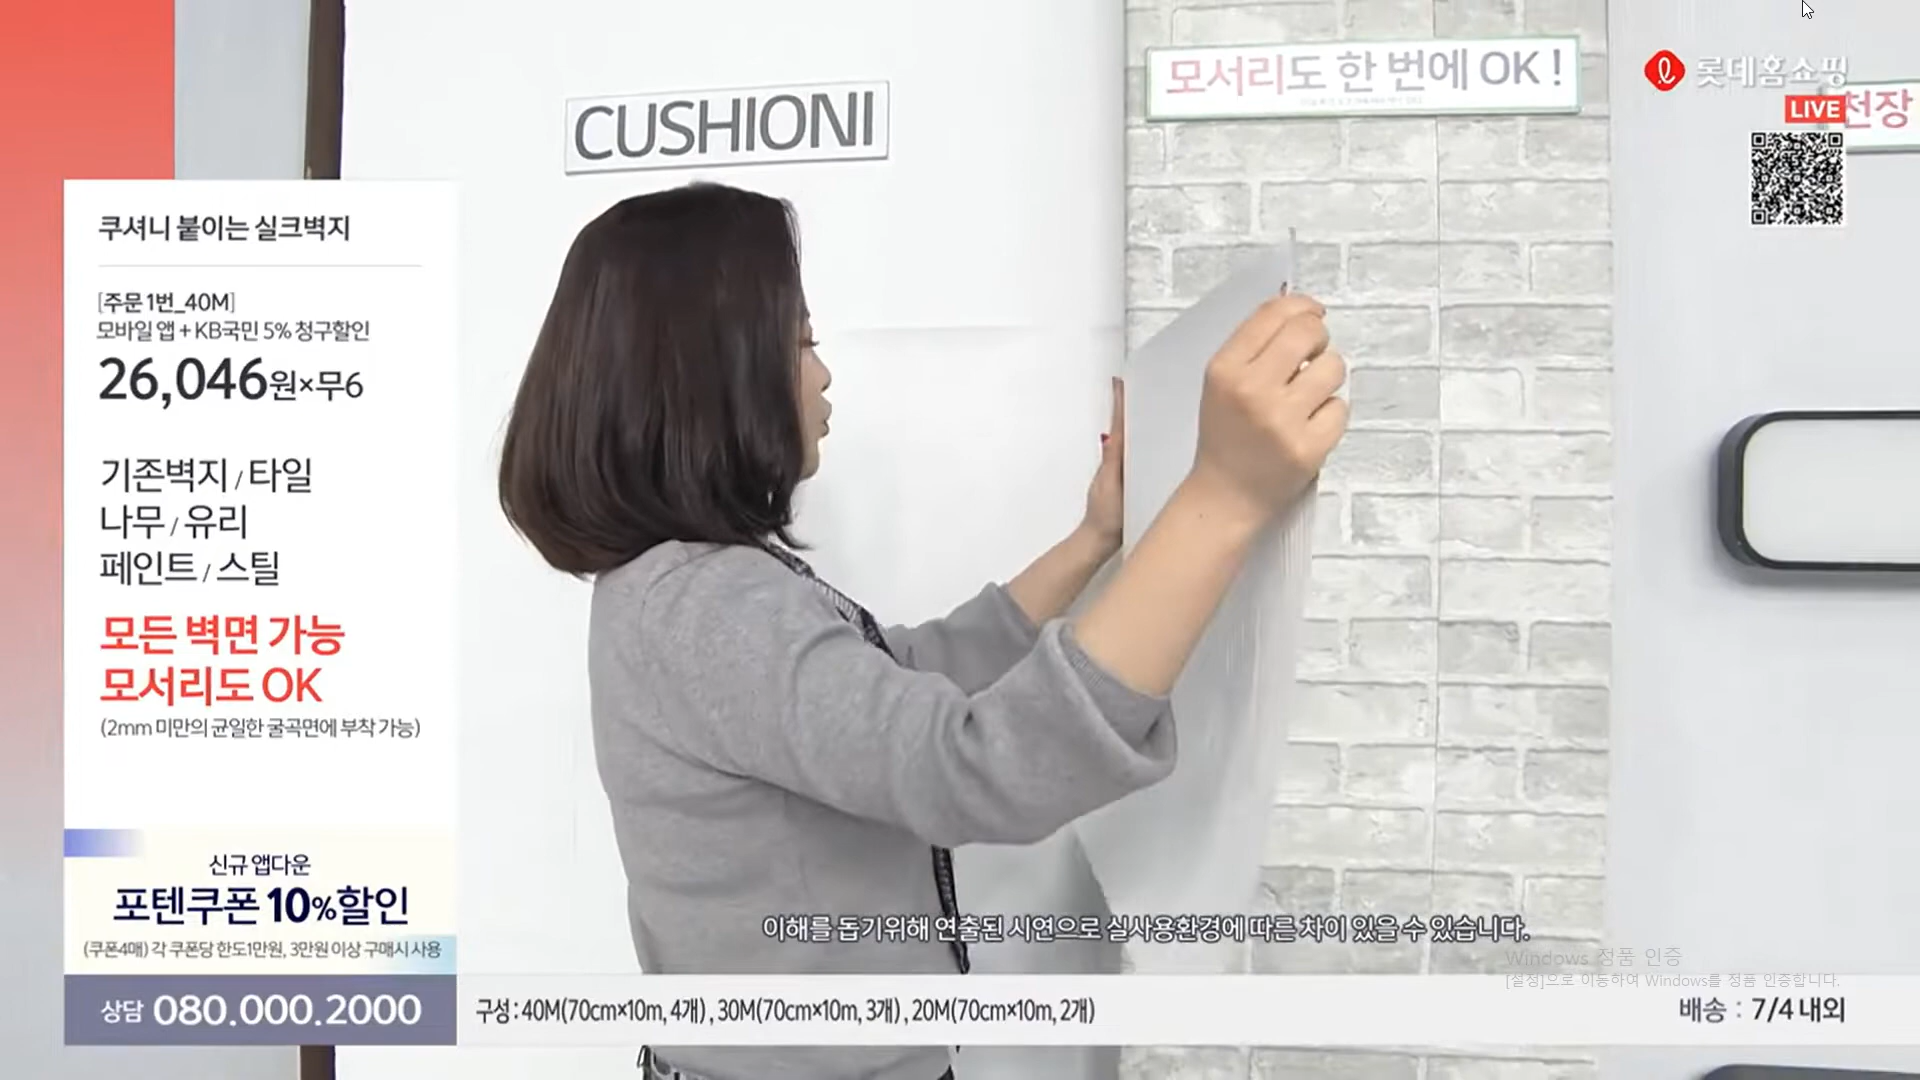 CUSHIONI
모서리도 한 번에 OK !
롯데홈쇼핑
LIVE
천장
쿠셔니 붙이는 실크벽지
[주문 1번_40M]
모바일 앱 + KB국민 5% 청구할인
26,046원×무6
기존벽지 / 타일
나무 / 유리
페인트 / 스틸
모든 벽면 가능
모서리도 OK
(2mm 미만의 균일한 굴곡면에 부착 가능)
신규 앱다운
포텐쿠폰 10%할인
(쿠폰4매) 각 쿠폰당 한도1만원, 3만원 이상 구매시 사용
상담 080.000.2000
이해를 돕기위해 연출된 시연으로 실사용환경에 따른 차이 있을 수 있습니다.
Windows 정품 인증
[설정]으로 이동하여 Windows를 정품 인증합니다.
구성 : 40M(70cm×10m, 4개) , 30M(70cm×10m, 3개) , 20M(70cm×10m, 2개)
배송 : 7/4 내외